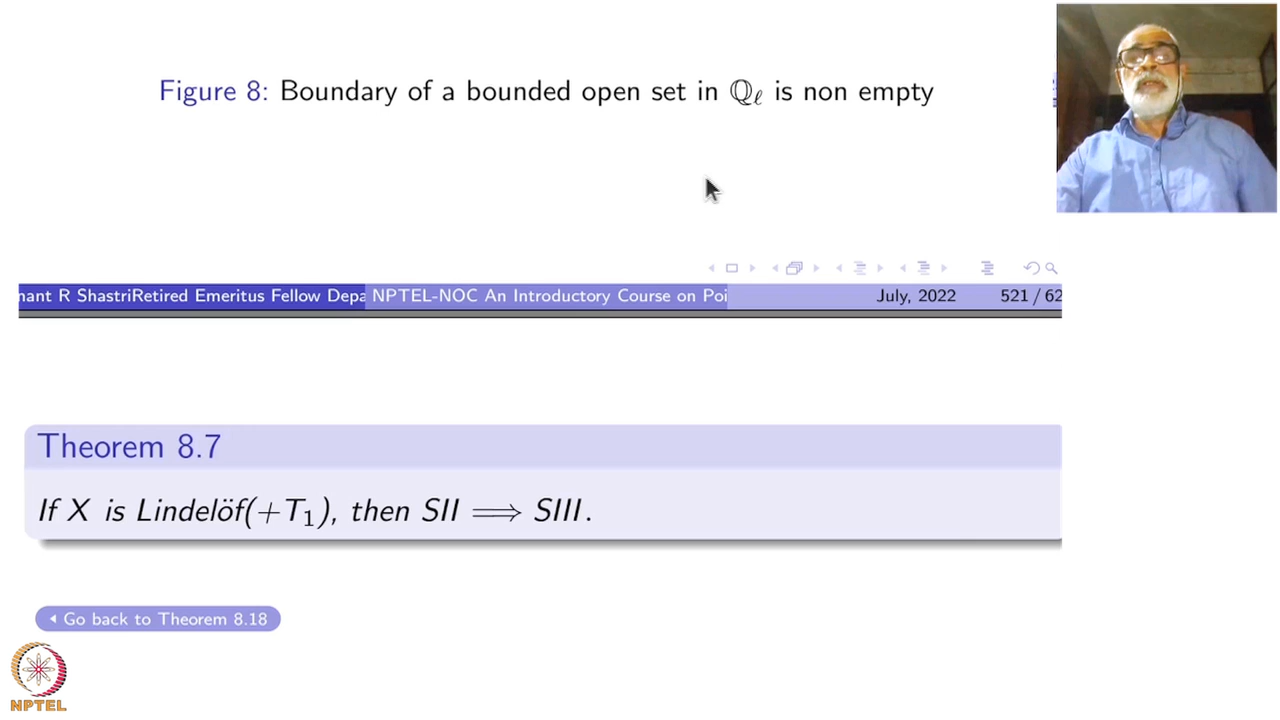 Figure 8: Boundary of a bounded open set in ℚℓ is non empty
nant R ShastriRetired Emeritus Fellow Depa NPTEL-NOC An Introductory Course on Poi July, 2022 521 / 62
Theorem 8.7
If X is Lindelöf(+T₁), then SII ⟹ SIII.
Go back to Theorem 8.18
NPTEL